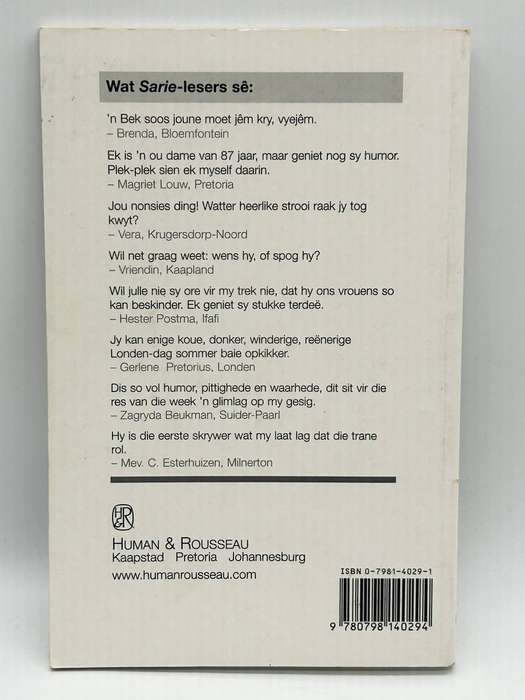 Wat Sarie-lesers sê:
'n Bek soos joune moet jêm kry, vyejêm.
– Brenda, Bloemfontein
Ek is 'n ou dame van 87 jaar, maar geniet nog sy humor.
Plek-plek sien ek myself daarin.
– Magriet Louw, Pretoria
Jou nonsies ding! Watter heerlike strooi raak jy tog
kwyt?
– Vera, Krugersdorp-Noord
Wil net graag weet: wens hy, of spog hy?
– Vriendin, Kaapland
Wil julle nie sy ore vir my trek nie, dat hy ons vrouens so
kan beskinder. Ek geniet sy stukke terdeë.
– Hester Postma, Ifafi
Jy kan enige koue, donker, winderige, reënerige
Londen-dag sommer baie opkikker.
– Gerlene Pretorius, Londen
Dis so vol humor, pittighede en waarhede, dit sit vir die
res van die week 'n glimlag op my gesig.
– Zagryda Beukman, Suider-Paarl
Hy is die eerste skrywer wat my laat lag dat die trane
rol.
– Mev. C. Esterhuizen, Milnerton
H&R
HUMAN & ROUSSEAU
Kaapstad Pretoria Johannesburg
www.humanrousseau.com
ISBN 0-7981-4029-1
9 780798 140294